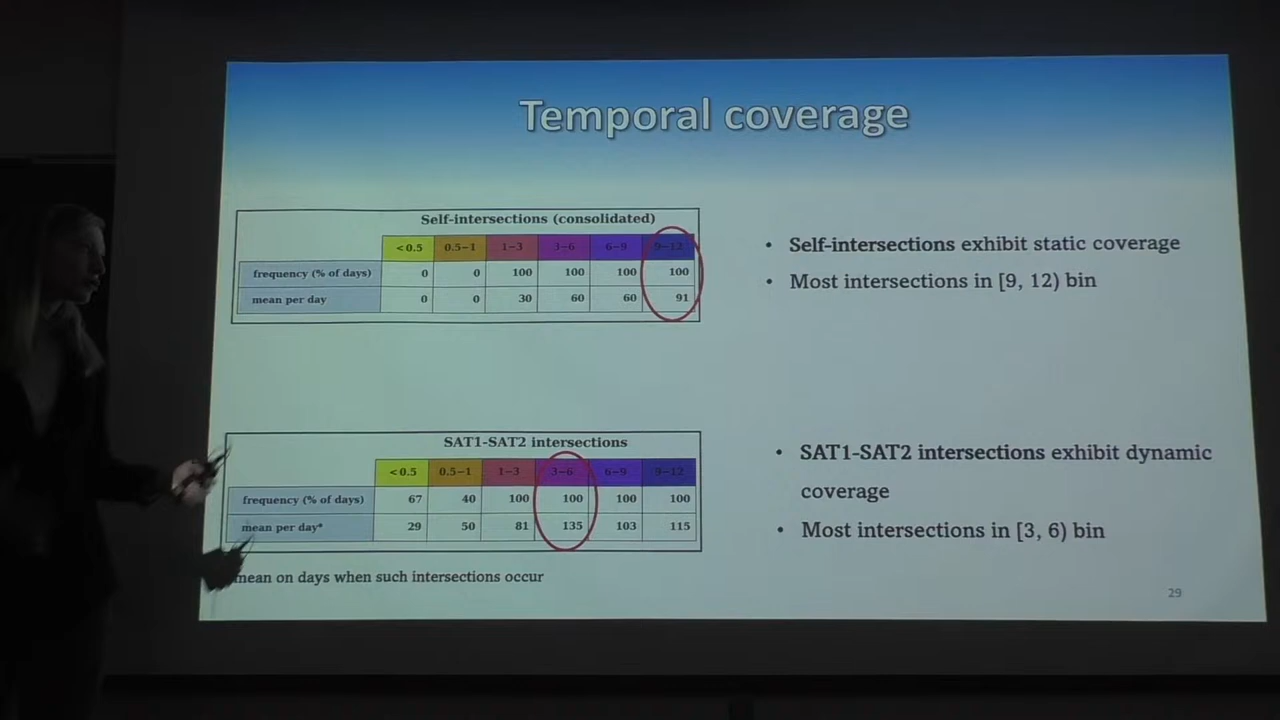 Temporal coverage
Self-intersections (consolidated)
<0.5 0.5−1 1−3 3−6 6−9 9−12
frequency (% of days) 0 0 100 100 100 100
mean per day 0 0 30 60 60 91
• Self-intersections exhibit static coverage
• Most intersections in [9, 12) bin
SAT1-SAT2 intersections
<0.5 0.5−1 1−3 3−6 6−9 9−12
frequency (% of days) 67 40 100 100 100 100
mean per day* 29 50 81 135 103 115
mean on days when such intersections occur
• SAT1-SAT2 intersections exhibit dynamic
coverage
• Most intersections in [3, 6) bin
29